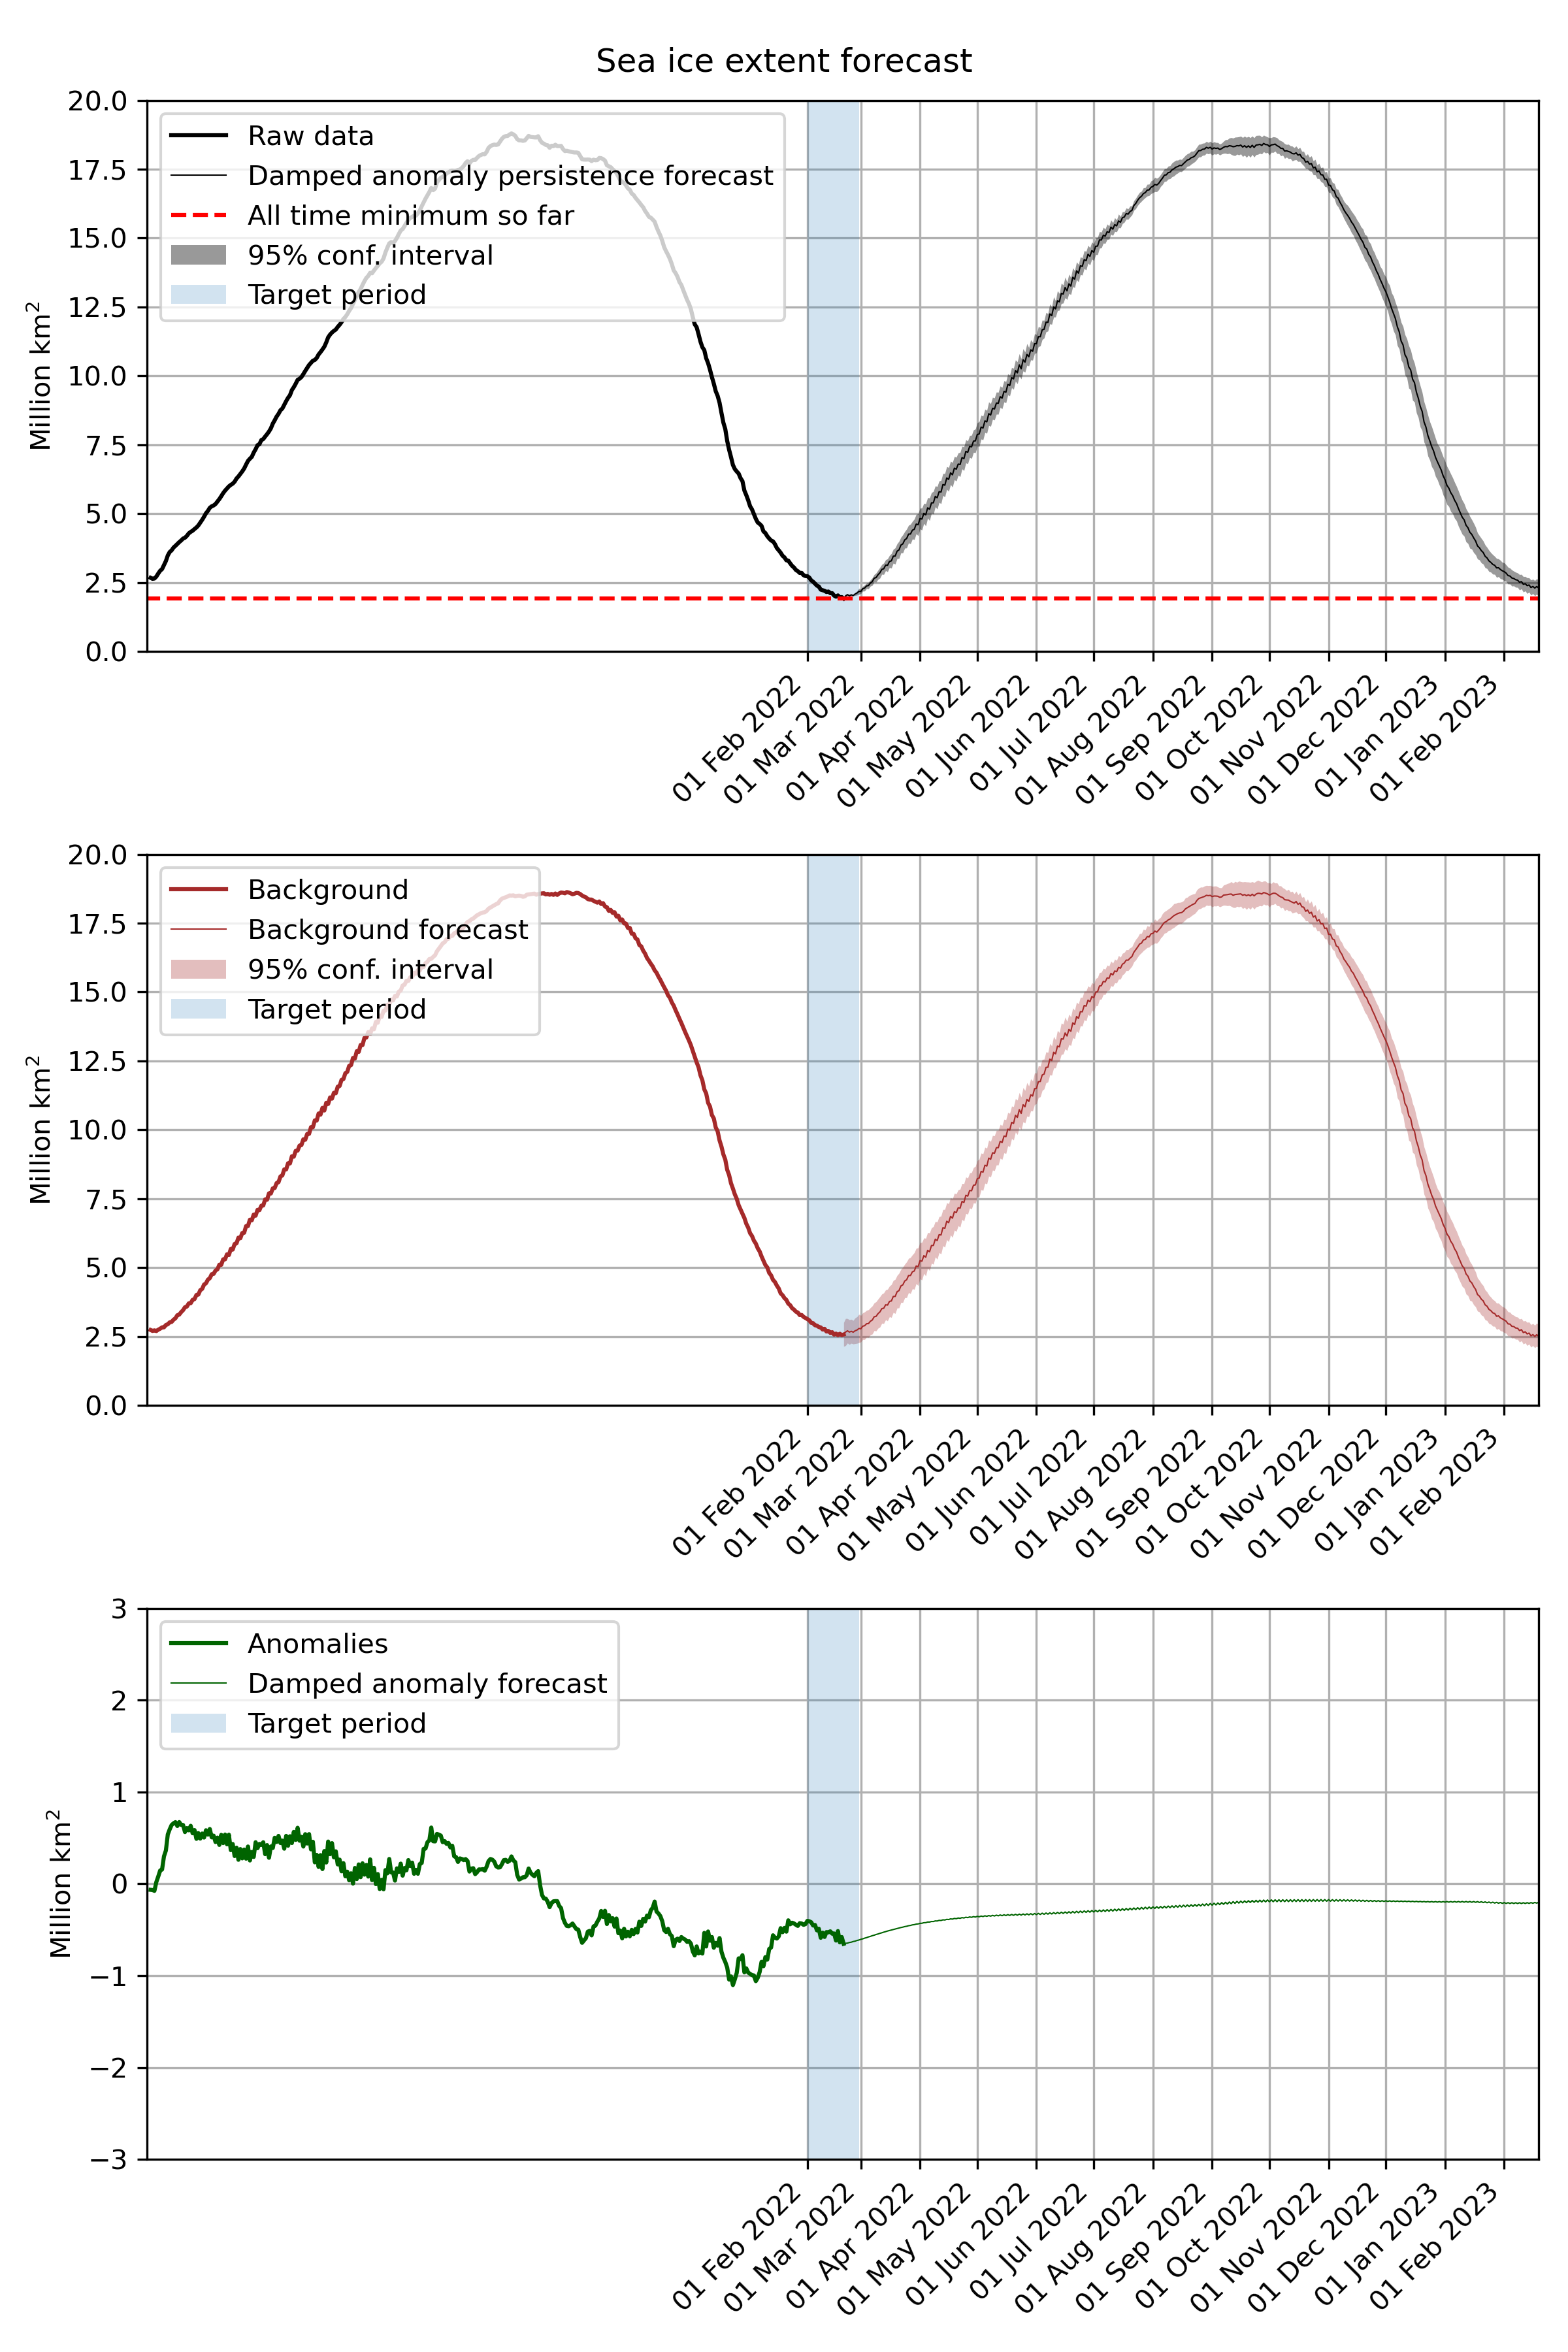 Sea ice extent forecast
20.0
17.5
15.0
12.5
10.0
7.5
5.0
2.5
0.0
Million km²
Raw data
Damped anomaly persistence forecast
All time minimum so far
95% conf. interval
Target period
01 Feb 2022
01 Mar 2022
01 Apr 2022
01 May 2022
01 Jun 2022
01 Jul 2022
01 Aug 2022
01 Sep 2022
01 Oct 2022
01 Nov 2022
01 Dec 2022
01 Jan 2023
01 Feb 2023
20.0
17.5
15.0
12.5
10.0
7.5
5.0
2.5
0.0
Million km²
Background
Background forecast
95% conf. interval
Target period
01 Feb 2022
01 Mar 2022
01 Apr 2022
01 May 2022
01 Jun 2022
01 Jul 2022
01 Aug 2022
01 Sep 2022
01 Oct 2022
01 Nov 2022
01 Dec 2022
01 Jan 2023
01 Feb 2023
3
2
1
0
−1
−2
−3
Million km²
Anomalies
Damped anomaly forecast
Target period
01 Feb 2022
01 Mar 2022
01 Apr 2022
01 May 2022
01 Jun 2022
01 Jul 2022
01 Aug 2022
01 Sep 2022
01 Oct 2022
01 Nov 2022
01 Dec 2022
01 Jan 2023
01 Feb 2023